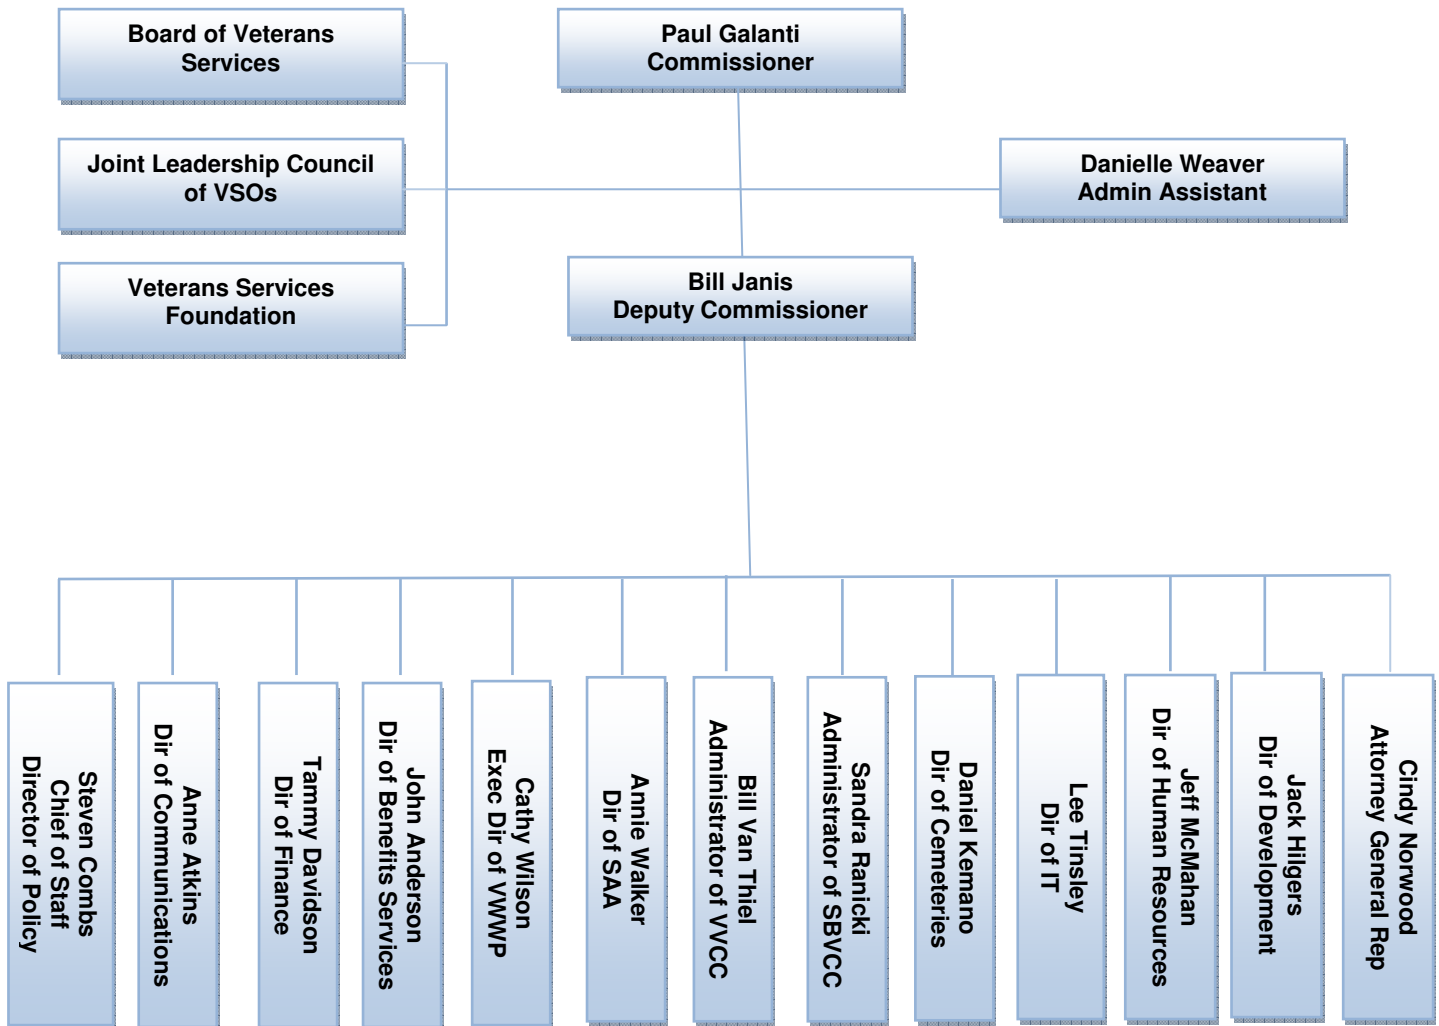 Board of Veterans
Services
Paul Galanti
Commissioner
Joint Leadership Council
of VSOs
Danielle Weaver
Admin Assistant
Veterans Services
Foundation
Bill Janis
Deputy Commissioner
Steven Combs
Chief of Staff
Director of Policy
Anne Atkins
Dir of Communications
Tammy Davidson
Dir of Finance
John Anderson
Dir of Benefits Services
Cathy Wilson
Exec Dir of VWWP
Annie Walker
Dir of SAA
Bill Van Thiel
Administrator of VVCC
Sandra Ranicki
Administrator of SBVCC
Daniel Kemano
Dir of Cemeteries
Lee Tinsley
Dir of IT
Jeff McMahan
Dir of Human Resources
Jack Hilgers
Dir of Development
Cindy Norwood
Attorney General Rep